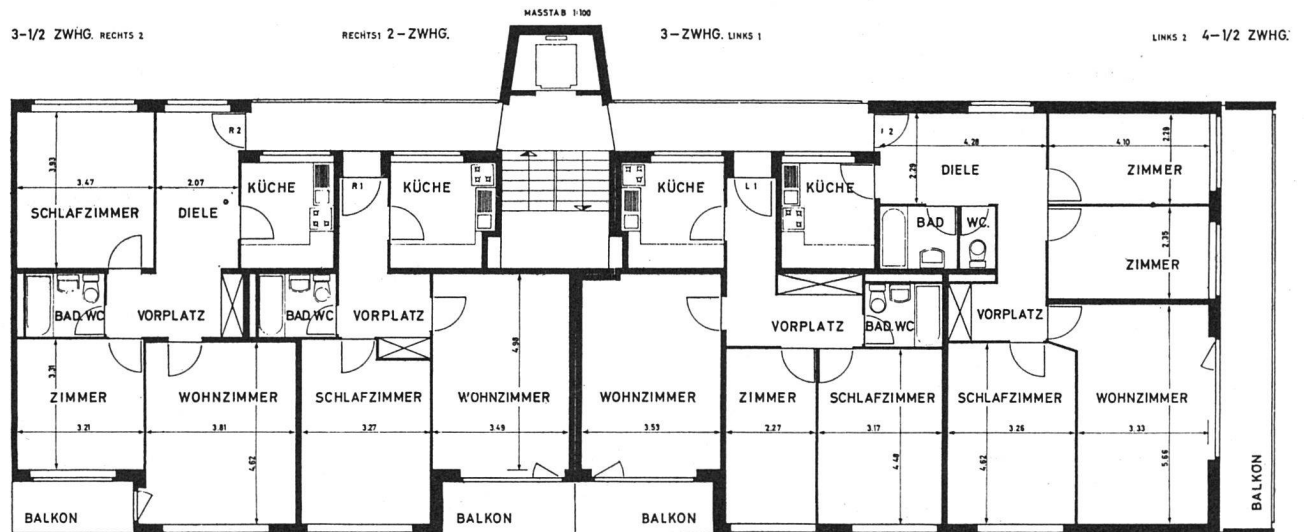 MASSTAB 1:100
3-1/2 ZWHG. RECHTS 2
RECHTS1 2-ZWHG.
3-ZWHG. LINKS 1
LINKS 2 4-1/2 ZWHG.
R 2
3.93
3.47
2.07
SCHLAFZIMMER
DIELE
KÜCHE
R 1
KÜCHE
KÜCHE
L 1
KÜCHE
L 2
4.28
2.29
DIELE
4.10
2.29
ZIMMER
BAD
WC.
2.35
ZIMMER
BAD.WC
VORPLATZ
BAD.WC
VORPLATZ
VORPLATZ
BAD.WC
VORPLATZ
3.31
ZIMMER
3.21
WOHNZIMMER
3.81
4.62
SCHLAFZIMMER
3.27
4.98
WOHNZIMMER
3.49
WOHNZIMMER
3.53
ZIMMER
2.27
SCHLAFZIMMER
3.17
4.48
SCHLAFZIMMER
3.26
4.62
WOHNZIMMER
3.33
5.66
BALKON
BALKON
BALKON
BALKON